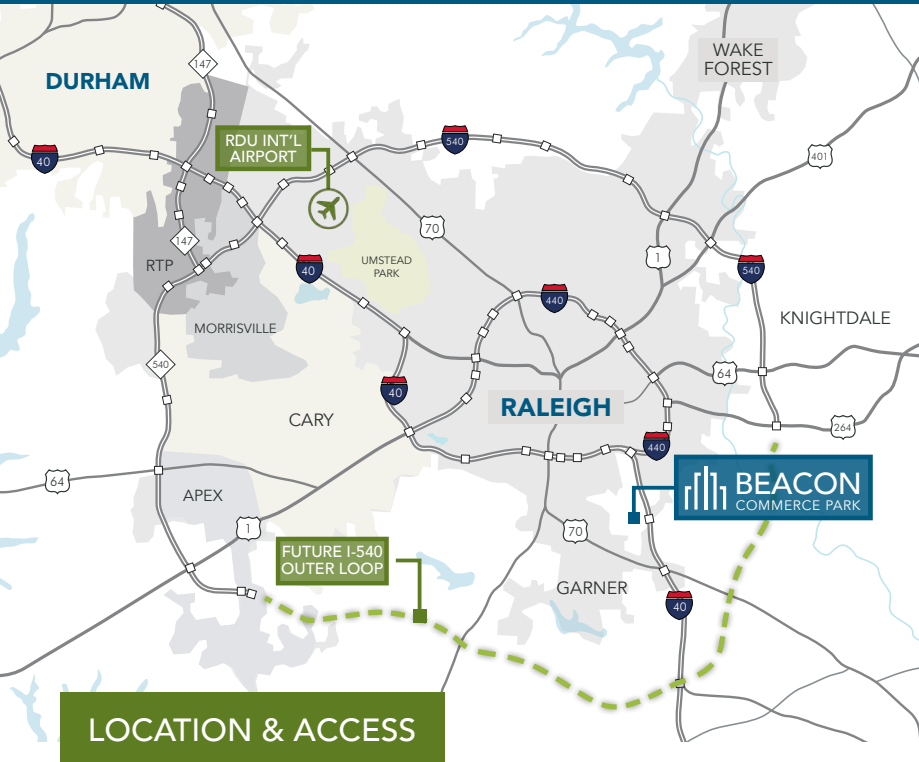 WAKE
FOREST
147
DURHAM
RDU INT'L
AIRPORT
540
40
401
70
147
UMSTEAD
PARK
1
RTP
40
540
440
MORRISVILLE
KNIGHTDALE
540
64
40
RALEIGH
CARY
264
440
64
BEACON
COMMERCE PARK
APEX
1
70
FUTURE I-540
OUTER LOOP
GARNER
40
LOCATION & ACCESS